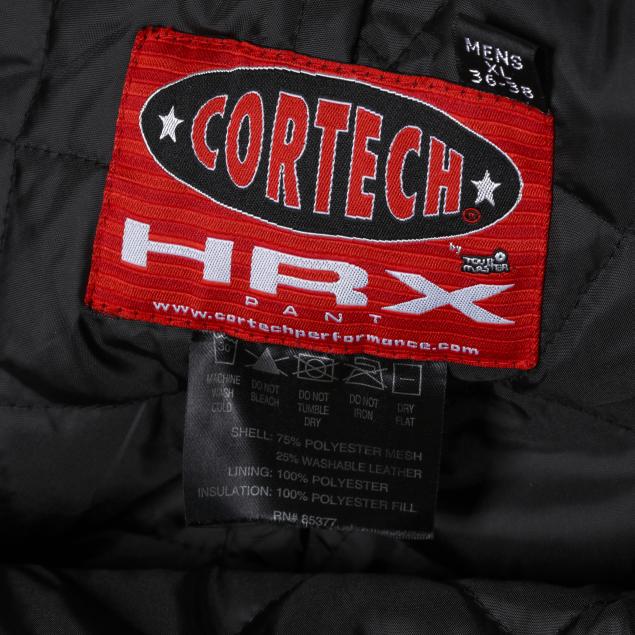 MENS
XL
36-38
CORTECH®
by TOUR MASTER
HRX
PANT
www.cortechperformance.com
30
MACHINE WASH COLD
DO NOT BLEACH
DO NOT TUMBLE DRY
DO NOT IRON
DRY FLAT
SHELL: 75% POLYESTER MESH
25% WASHABLE LEATHER
LINING: 100% POLYESTER
INSULATION: 100% POLYESTER FILL
RN# 85377